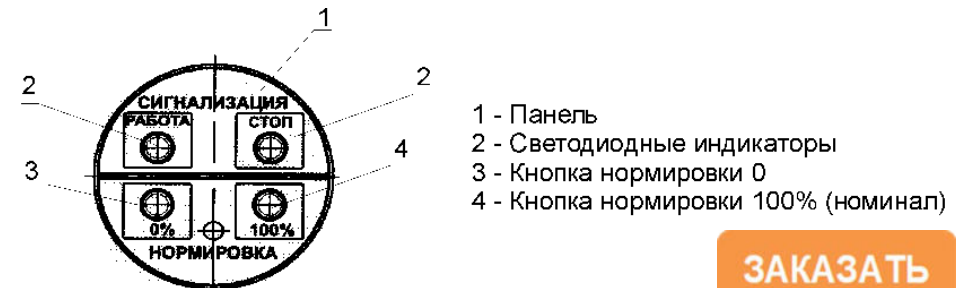 1
2
2
СИГНАЛИЗАЦИЯ
РАБОТА
СТОП
3
4
0%
100%
НОРМИРОВКА
1 - Панель
2 - Светодиодные индикаторы
3 - Кнопка нормировки 0
4 - Кнопка нормировки 100% (номинал)
ЗАКАЗАТЬ